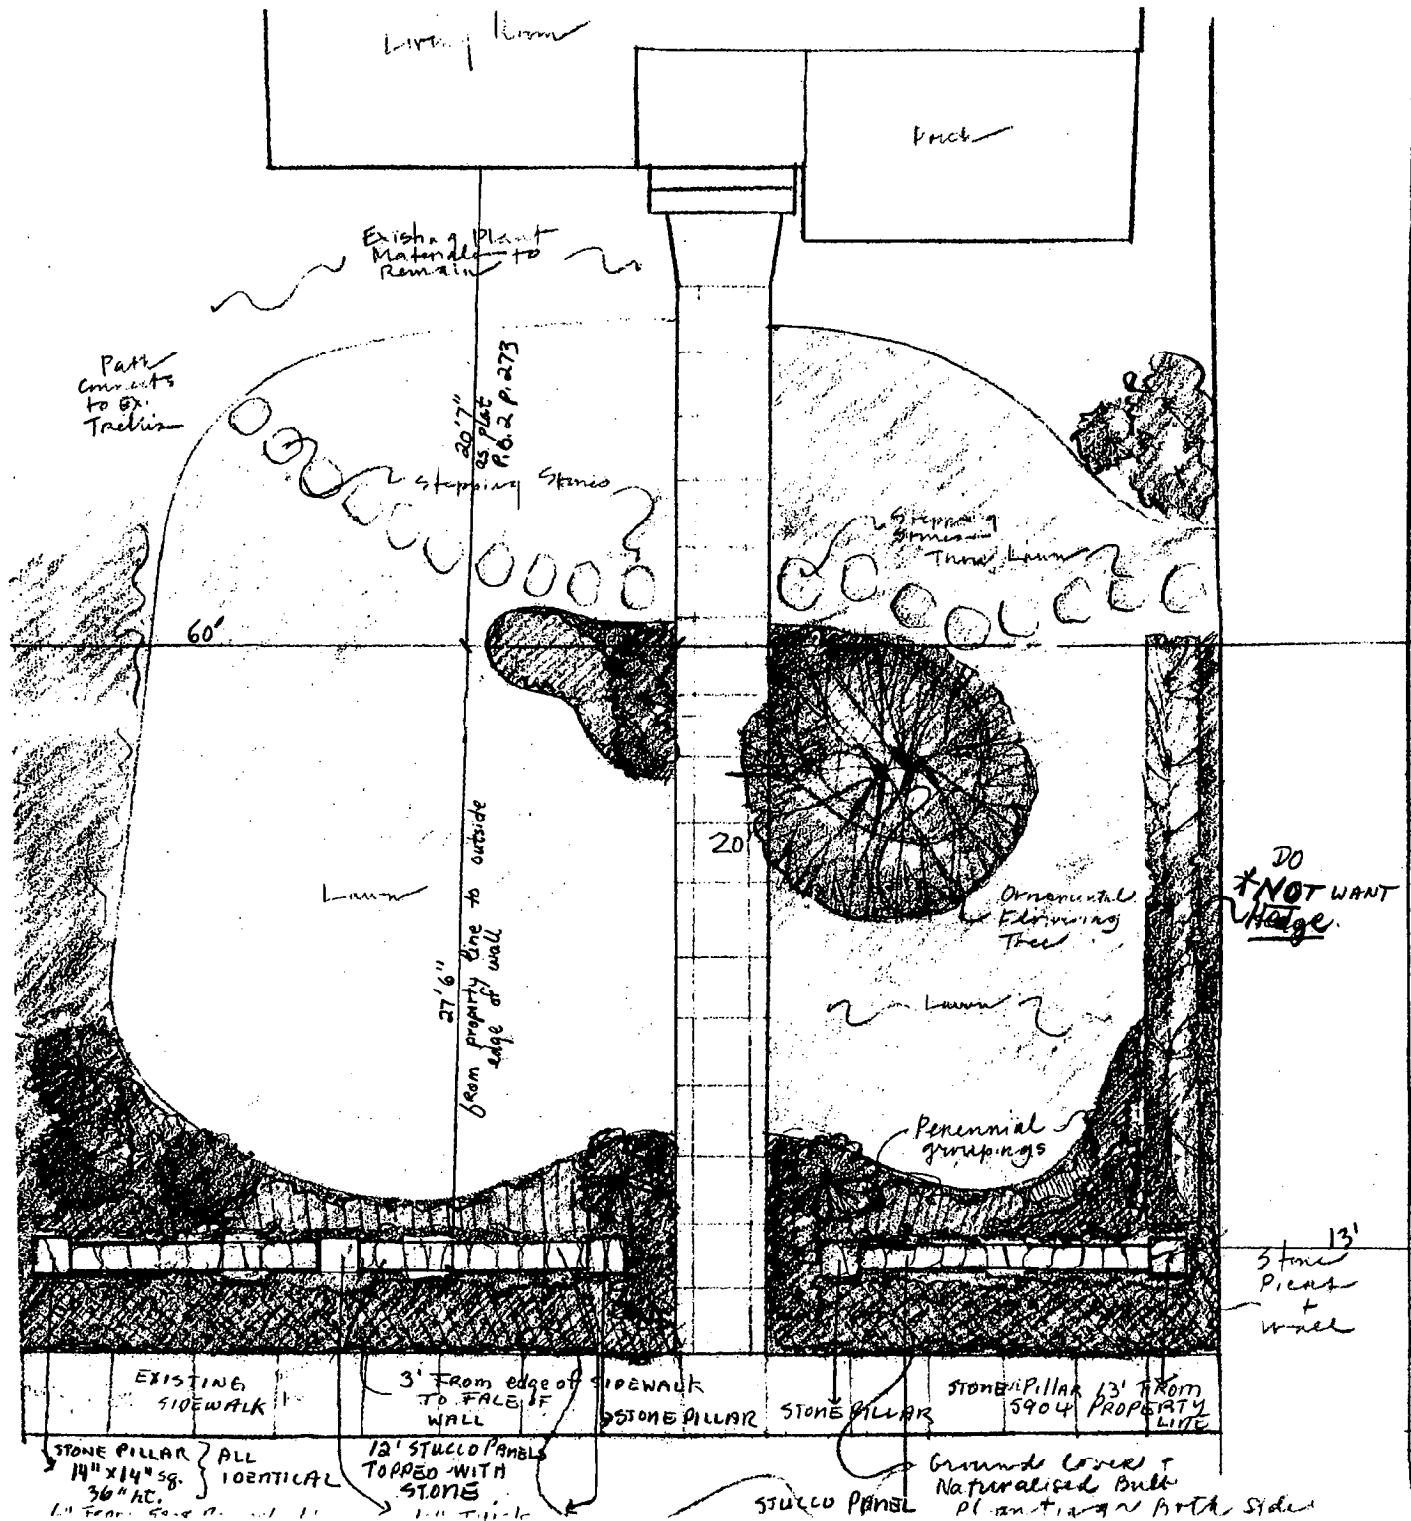 Living Room
Porch
Existing Plant
Materials to
Remain
Path
Connects
to Ex.
Trellis
20'7"
as plat
P.B. 2 P. 273
Stepping Stones
Stepping
Stones
Thru Lawn
60'
20'
Lawn
27'6"
from property line to outside
edge of wall
DO
*NOT WANT
Hedge.
Ornamental
Flowering
Tree
Lawn
Perennial
groupings
13'
Stone
Piers
+
Wall
EXISTING
SIDEWALK
3' From edge of SIDEWALK
TO FALE OF
WALL
STONE PILLAR
STONE PILLAR
STONE PILLAR 13' FROM
5904 PROPERTY
LINE
STONE PILLAR
14" x 14" sq.
36" ht.
ALL
IDENTICAL
12' STUCCO PANELS
TOPPED WITH
STONE
STUCCO PANEL
Ground Covers +
Naturalised Bulb
Planting Both Sides